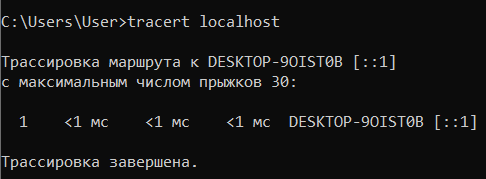 C:\Users\User>tracert localhost
Трассировка маршрута к DESKTOP-9OIST0B [::1]
с максимальным числом прыжков 30:
1 <1 мс <1 мс <1 мс DESKTOP-9OIST0B [::1]
Трассировка завершена.